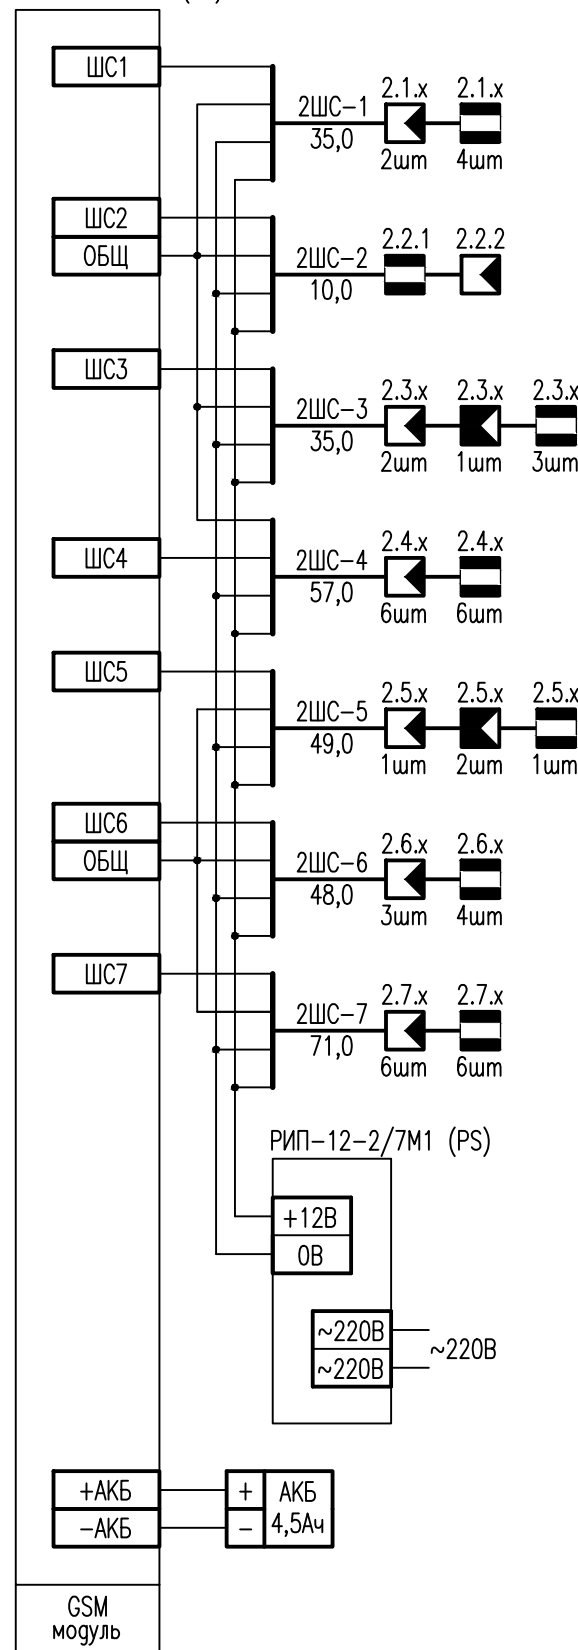 ШС1
2ШС-1
35,0
2.1.х 2.1.х
2шт 4шт
ШС2
ОБЩ
2ШС-2
10,0
2.2.1 2.2.2
ШС3
2ШС-3
35,0
2.3.х 2.3.х 2.3.х
2шт 1шт 3шт
ШС4
2ШС-4
57,0
2.4.х 2.4.х
6шт 6шт
ШС5
2ШС-5
49,0
2.5.х 2.5.х 2.5.х
1шт 2шт 1шт
ШС6
ОБЩ
2ШС-6
48,0
2.6.х 2.6.х
3шт 4шт
ШС7
2ШС-7
71,0
2.7.х 2.7.х
6шт 6шт
РИП-12-2/7М1 (PS)
+12В
0В
~220В
~220В
~220В
+АКБ
-АКБ
+
-
АКБ
4,5Ач
GSM
модуль